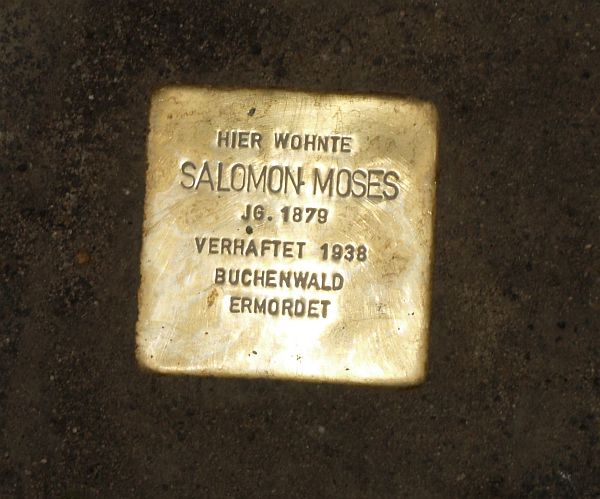 HIER WOHNTE
SALOMON MOSES
JG. 1879
VERHAFTET 1938
BUCHENWALD
ERMORDET